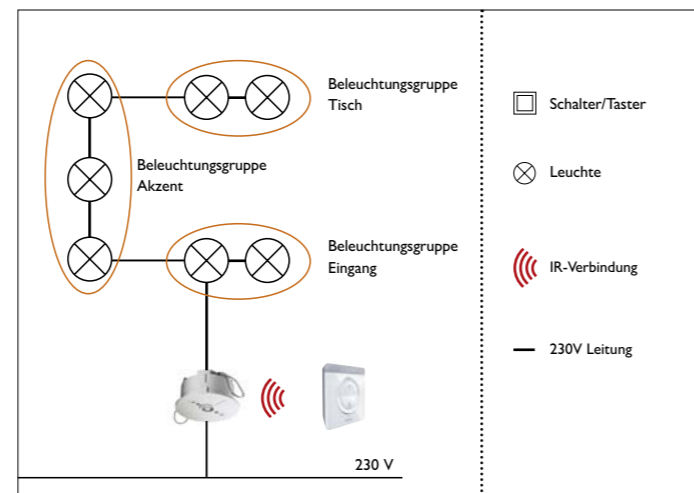 Beleuchtungsgruppe
Tisch
Beleuchtungsgruppe
Akzent
Beleuchtungsgruppe
Eingang
230 V
Schalter/Taster
Leuchte
IR-Verbindung
230V Leitung